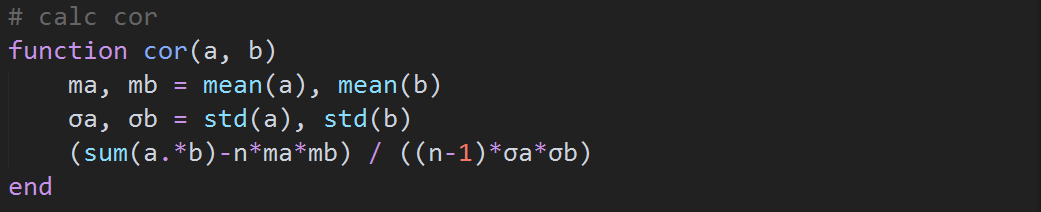 # calc cor
function cor(a, b)
    ma, mb = mean(a), mean(b)
    σa, σb = std(a), std(b)
    (sum(a.*b)-n*ma*mb) / ((n-1)*σa*σb)
end